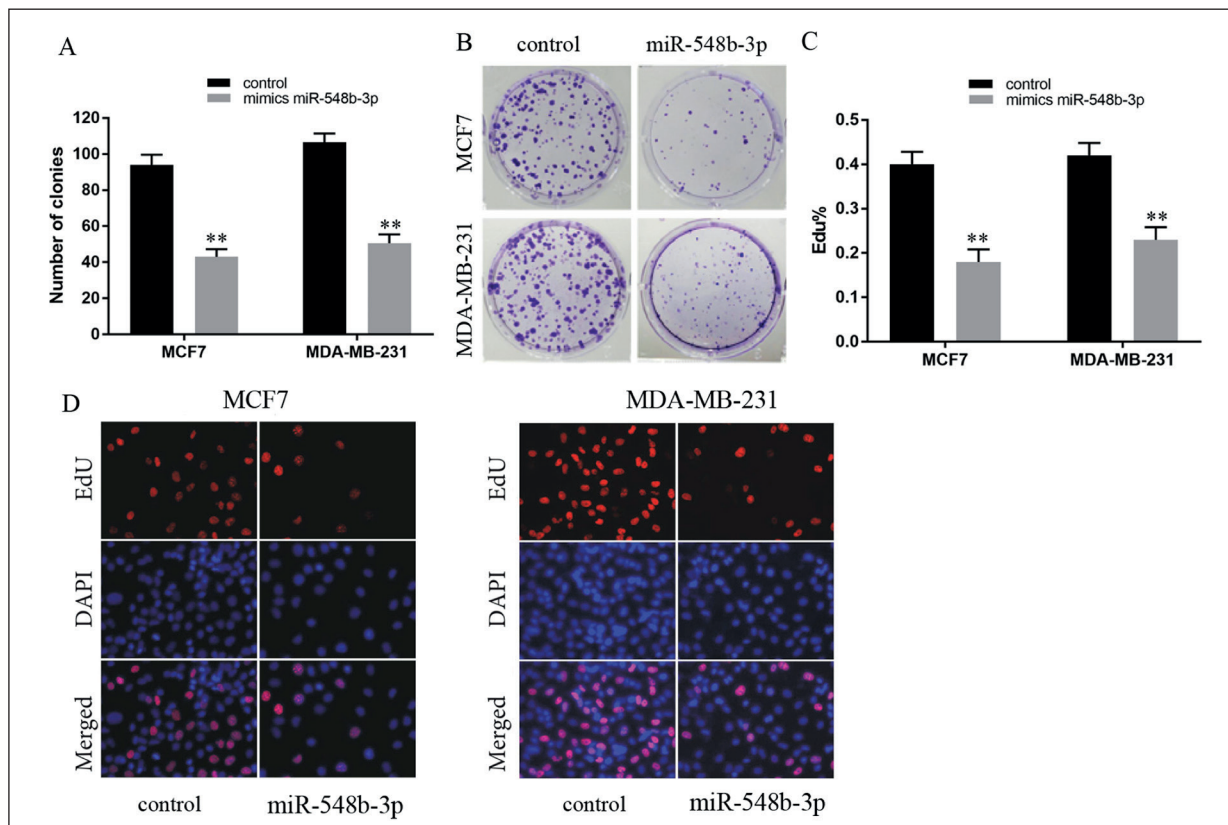 A
control
mimics miR-548b-3p
Number of clonies
120
100
80
60
40
20
0
**
**
MCF7
MDA-MB-231
B
control
miR-548b-3p
MCF7
MDA-MB-231
C
control
mimics miR-548b-3p
Edu%
0.5
0.4
0.3
0.2
0.1
0.0
**
**
MCF7
MDA-MB-231
D
MCF7
EdU
DAPI
Merged
control
miR-548b-3p
MDA-MB-231
EdU
DAPI
Merged
control
miR-548b-3p